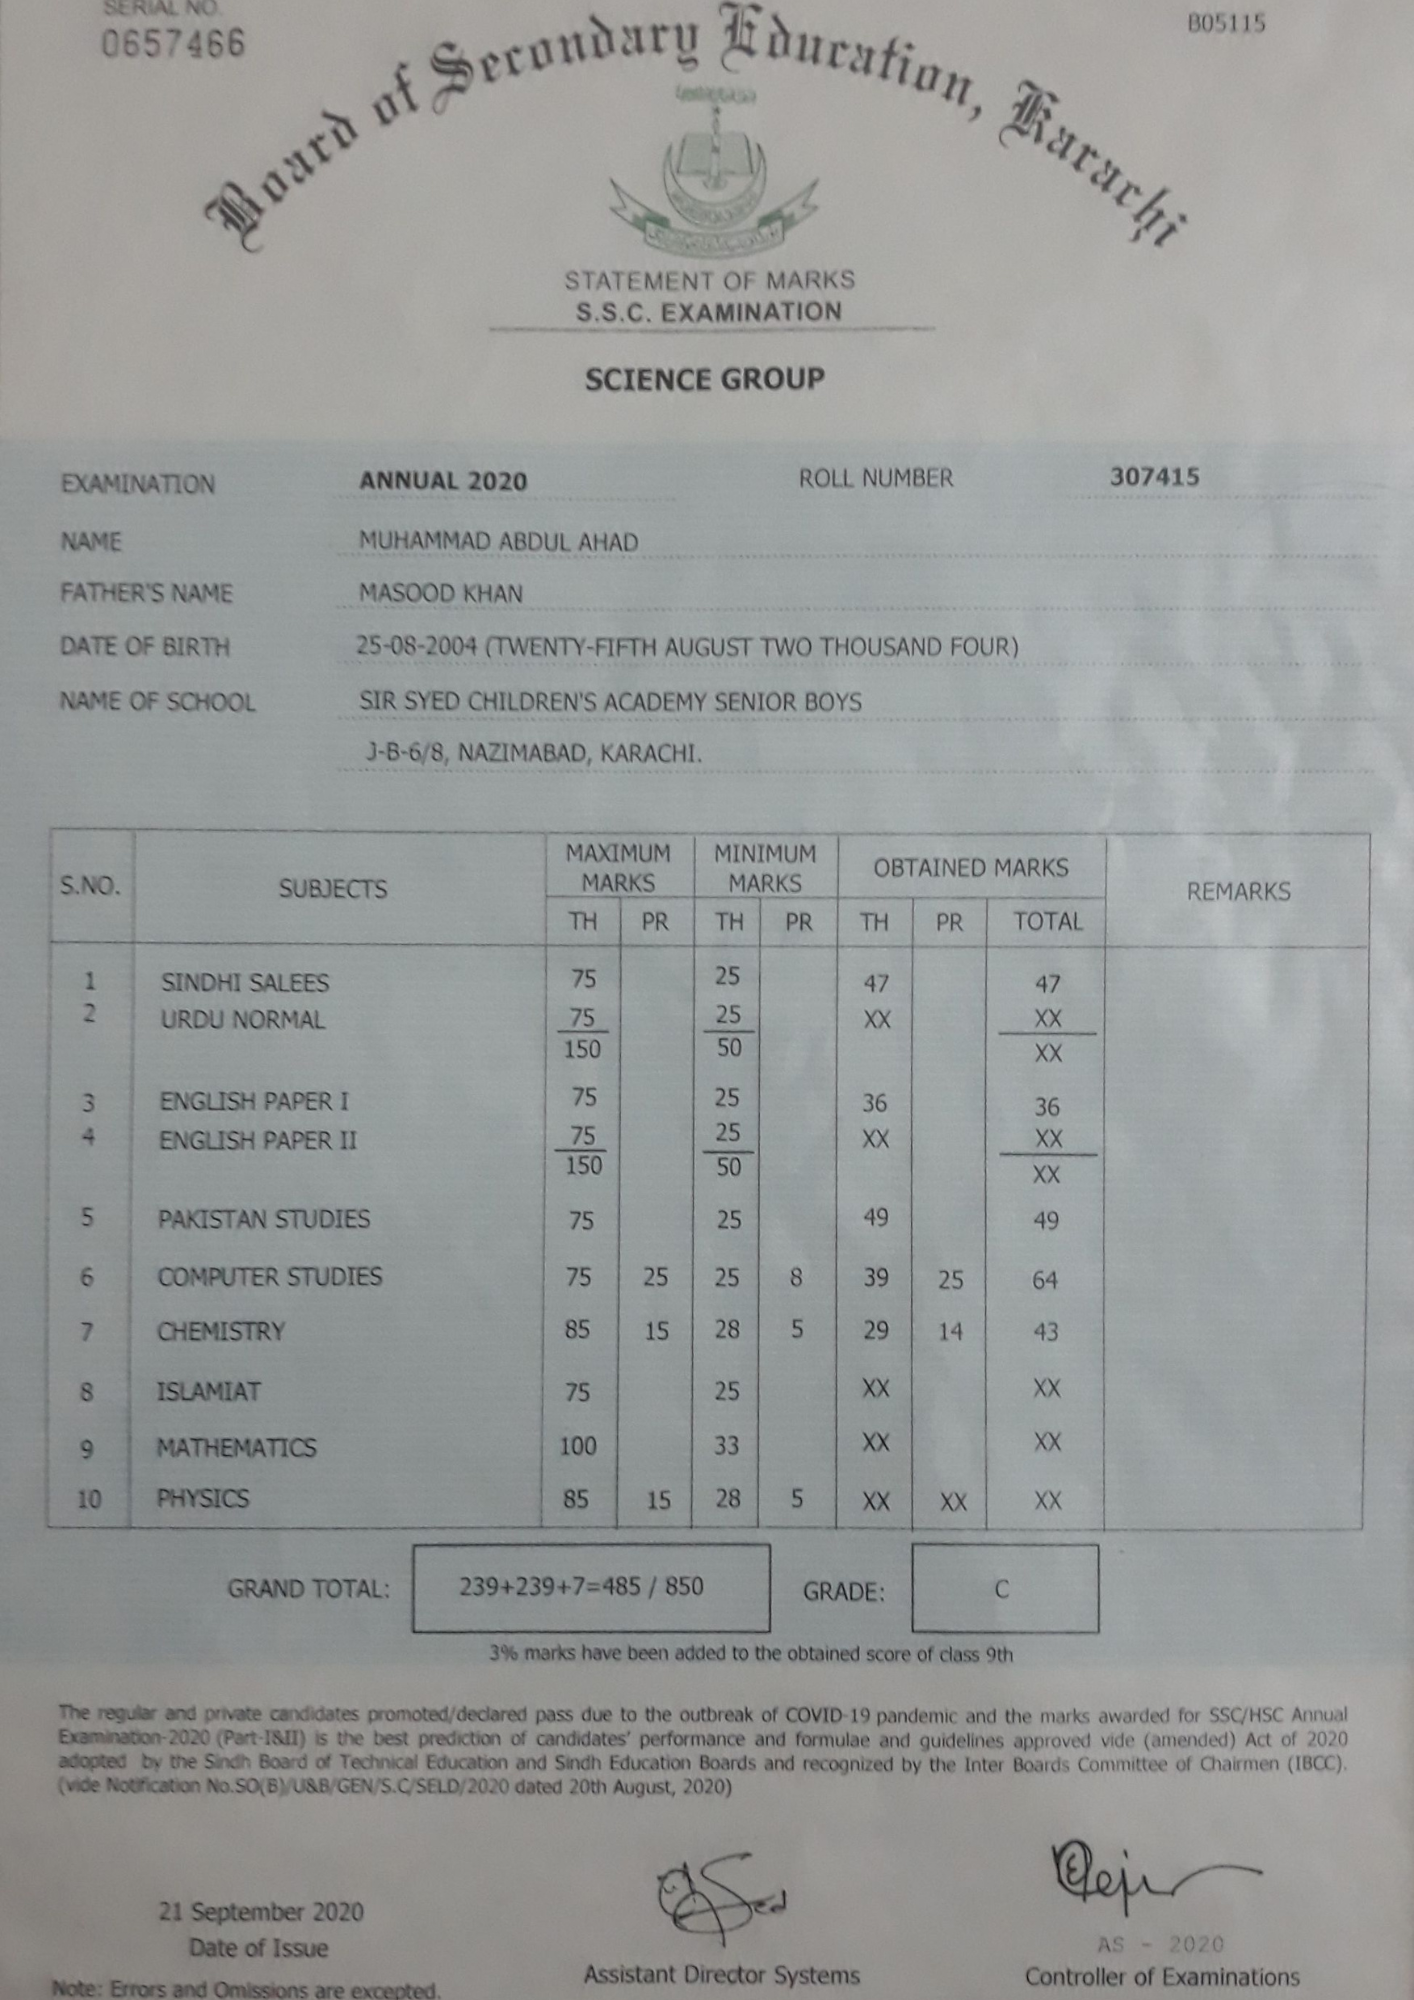 SERIAL NO.
0657466
B05115
Board of Secondary Education, Karachi
STATEMENT OF MARKS
S.S.C. EXAMINATION
SCIENCE GROUP
EXAMINATION ANNUAL 2020 ROLL NUMBER 307415
NAME MUHAMMAD ABDUL AHAD
FATHER'S NAME MASOOD KHAN
DATE OF BIRTH 25-08-2004 (TWENTY-FIFTH AUGUST TWO THOUSAND FOUR)
NAME OF SCHOOL SIR SYED CHILDREN'S ACADEMY SENIOR BOYS
J-B-6/8, NAZIMABAD, KARACHI.
S.NO. SUBJECTS MAXIMUM MARKS MINIMUM MARKS OBTAINED MARKS REMARKS
TH PR TH PR TH PR TOTAL
1 SINDHI SALEES 75 25 47 47
2 URDU NORMAL 75 25 XX XX
150 50 XX
3 ENGLISH PAPER I 75 25 36 36
4 ENGLISH PAPER II 75 25 XX XX
150 50 XX
5 PAKISTAN STUDIES 75 25 49 49
6 COMPUTER STUDIES 75 25 25 8 39 25 64
7 CHEMISTRY 85 15 28 5 29 14 43
8 ISLAMIAT 75 25 XX XX
9 MATHEMATICS 100 33 XX XX
10 PHYSICS 85 15 28 5 XX XX XX
GRAND TOTAL: 239+239+7=485 / 850 GRADE: C
3% marks have been added to the obtained score of class 9th
The regular and private candidates promoted/declared pass due to the outbreak of COVID-19 pandemic and the marks awarded for SSC/HSC Annual
Examination-2020 (Part-I&II) is the best prediction of candidates' performance and formulae and guidelines approved vide (amended) Act of 2020
adopted by the Sindh Board of Technical Education and Sindh Education Boards and recognized by the Inter Boards Committee of Chairmen (IBCC).
(vide Notification No.SO(B)/U&B/GEN/S.C/SELD/2020 dated 20th August, 2020)
21 September 2020
Date of Issue
Assistant Director Systems
AS - 2020
Controller of Examinations
Note: Errors and Omissions are excepted.